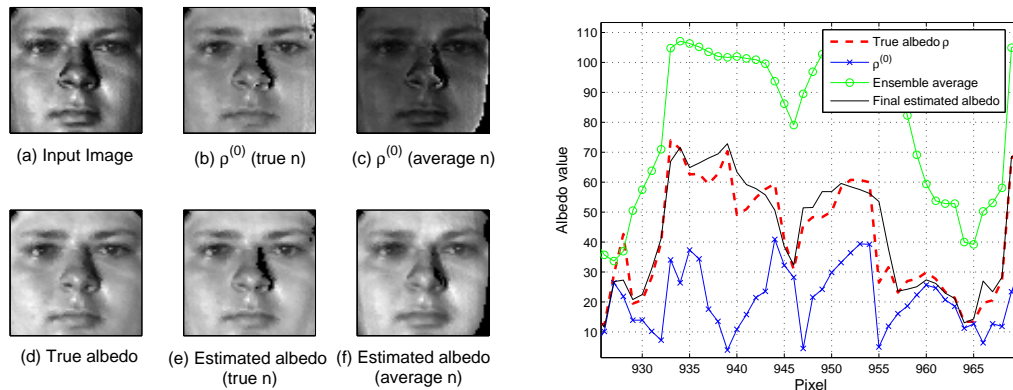 (a) Input Image
(b) ρ(0) (true n)
(c) ρ(0) (average n)
(d) True albedo
(e) Estimated albedo
(true n)
(f) Estimated albedo
(average n)
110
100
90
80
70
60
50
40
30
20
10
Albedo value
930 935 940 945 950 955 960 965
Pixel
True albedo ρ
ρ(0)
Ensemble average
Final estimated albedo